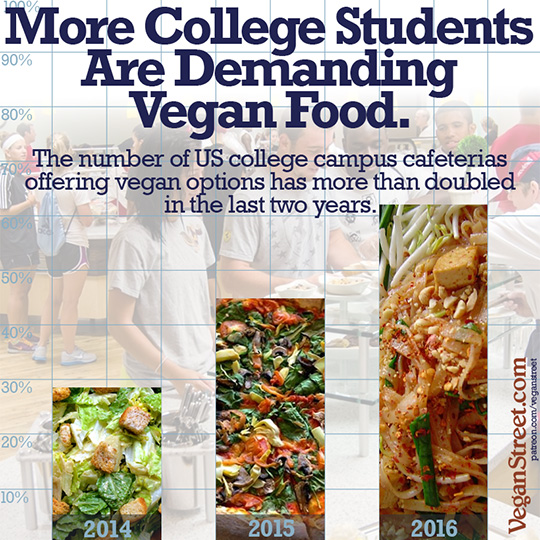 More College Students
Are Demanding
Vegan Food.
The number of US college campus cafeterias
offering vegan options has more than doubled
in the last two years.
100%
90%
80%
70%
60%
50%
40%
30%
20%
10%
2014
2015
2016
VeganStreet.com
patreon.com/veganstreet